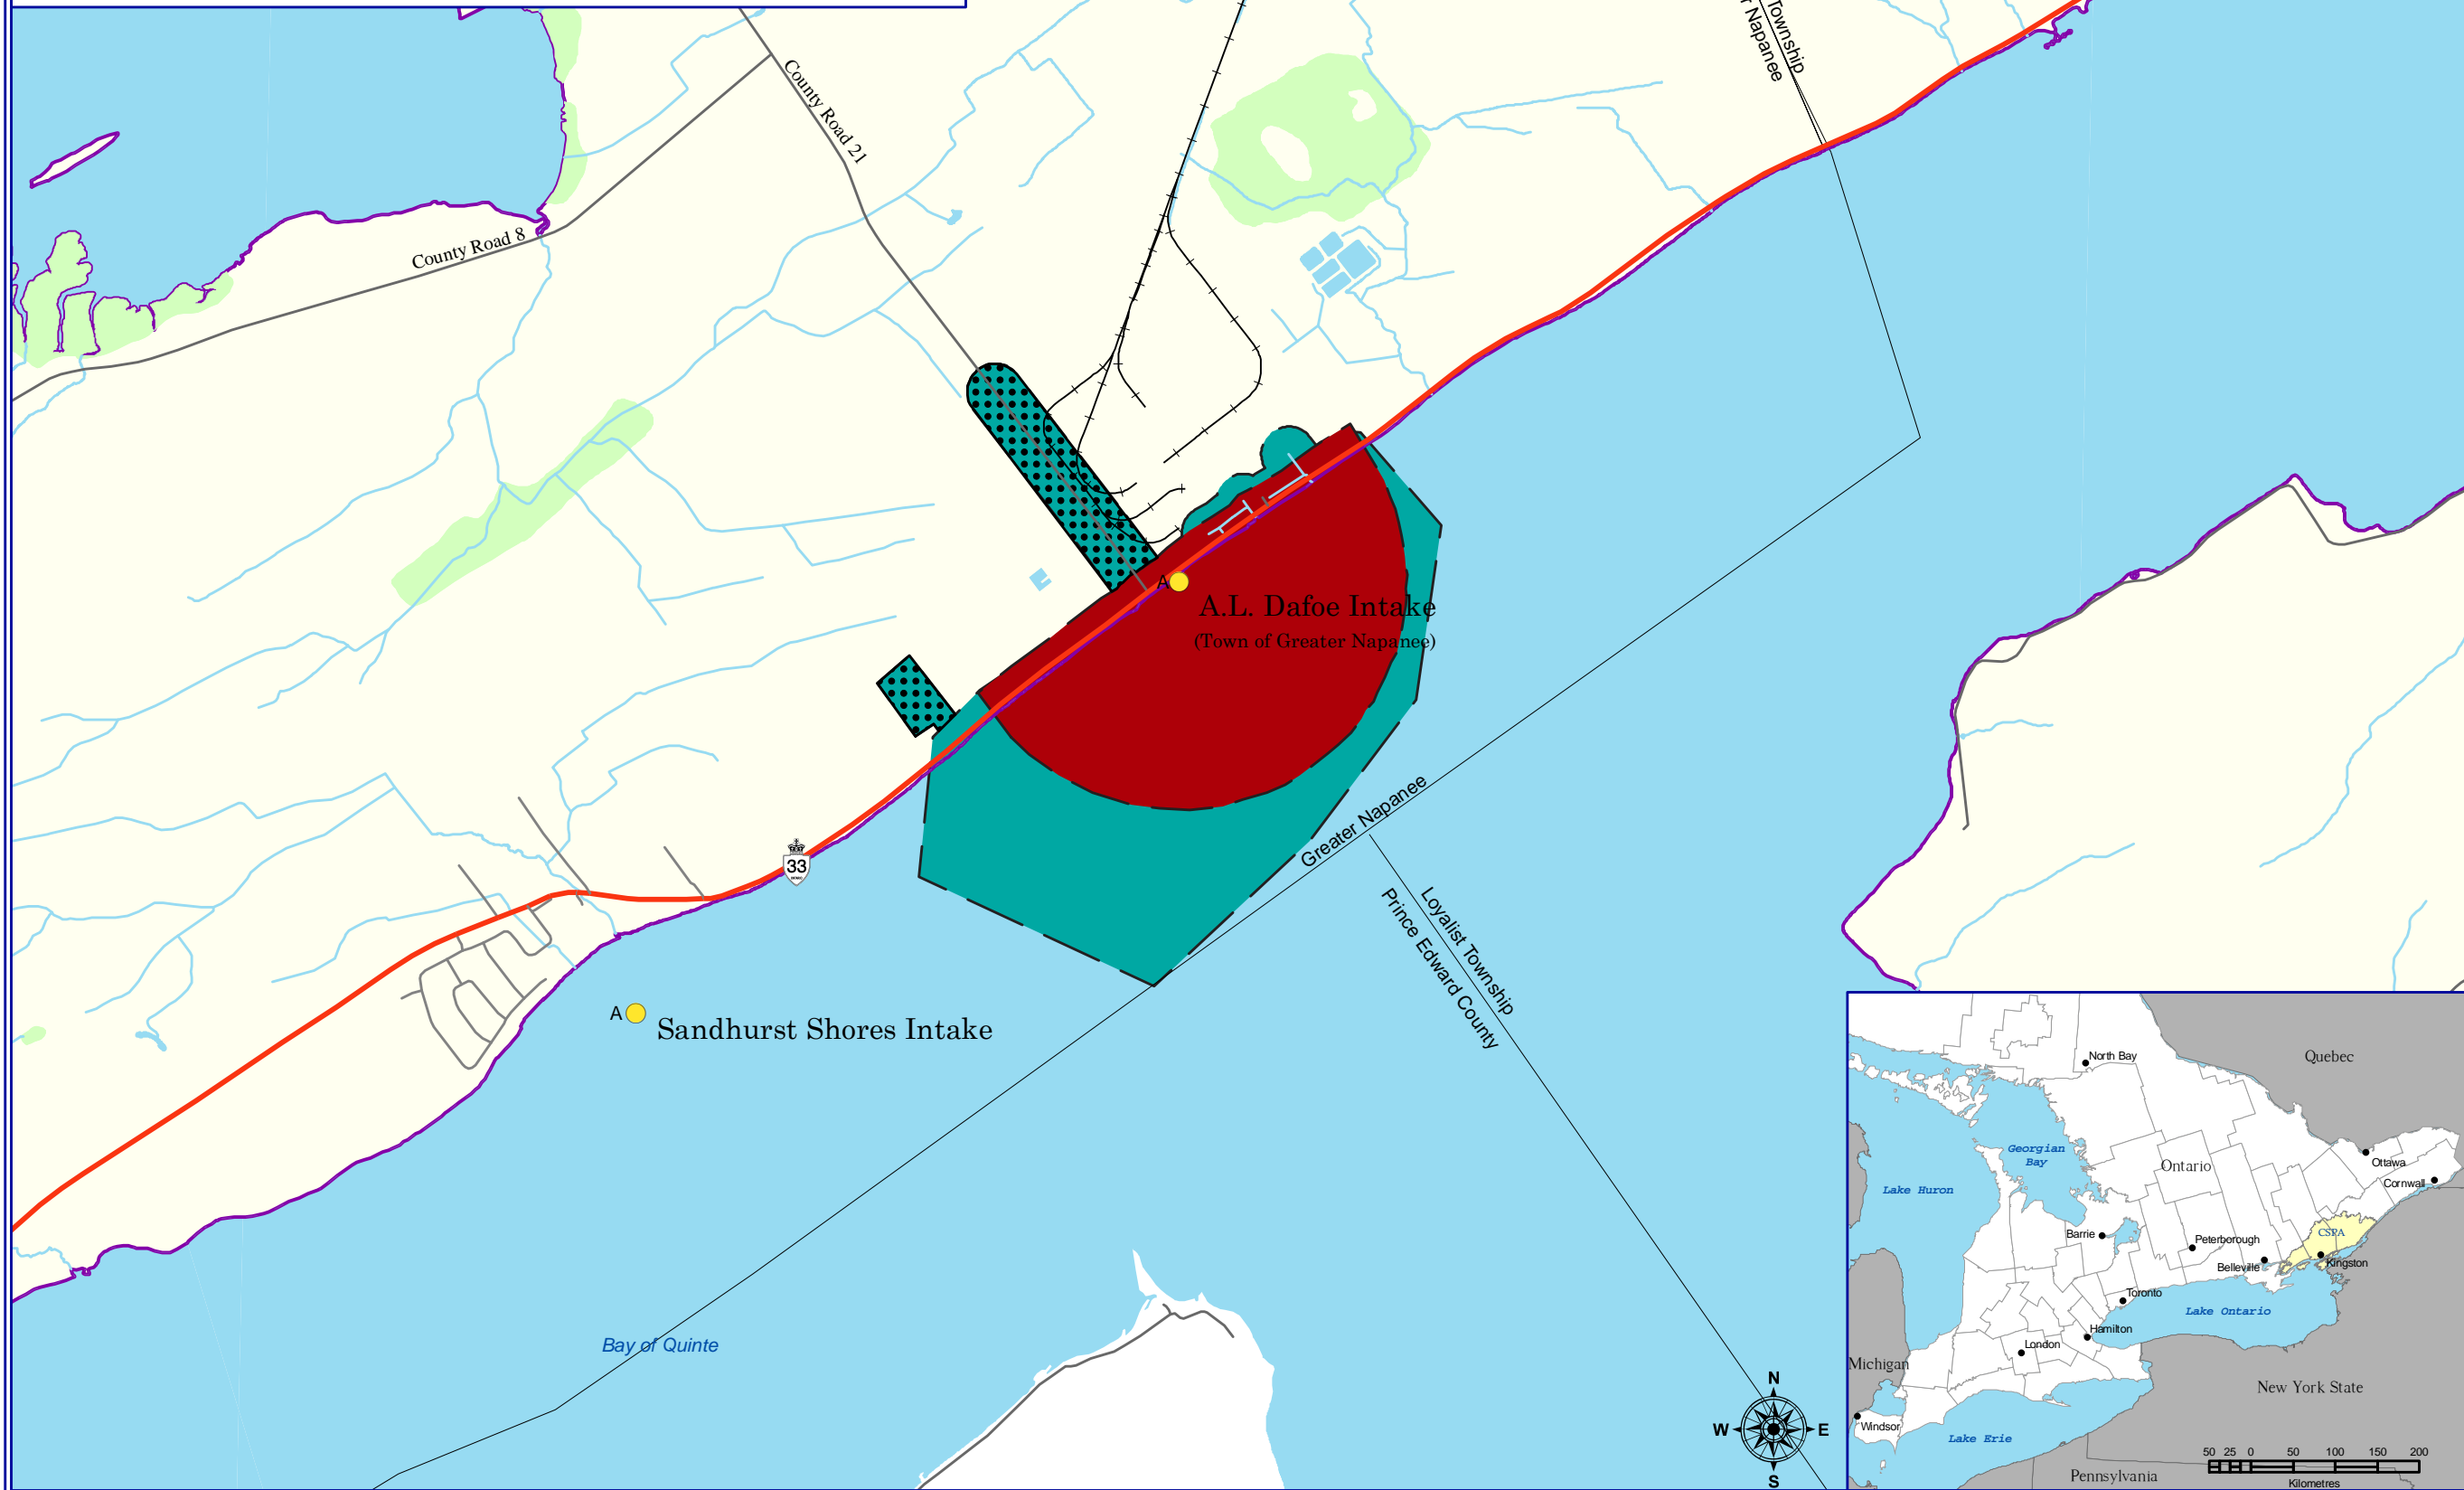 Township
r Napanee
County Road 21
County Road 8
A
A.L. Dafoe Intake
(Town of Greater Napanee)
33
Greater Napanee
Loyalist Township
Prince Edward County
A
Sandhurst Shores Intake
Bay of Quinte
N
W
E
S
North Bay
Quebec
Georgian
Bay
Ontario
Ottawa
Lake Huron
Cornwall
CSPA
Barrie
Peterborough
Belleville
Kingston
Toronto
Lake Ontario
Hamilton
London
Michigan
New York State
Windsor
Lake Erie
Pennsylvania
50 25 0 50 100 150 200
Kilometres